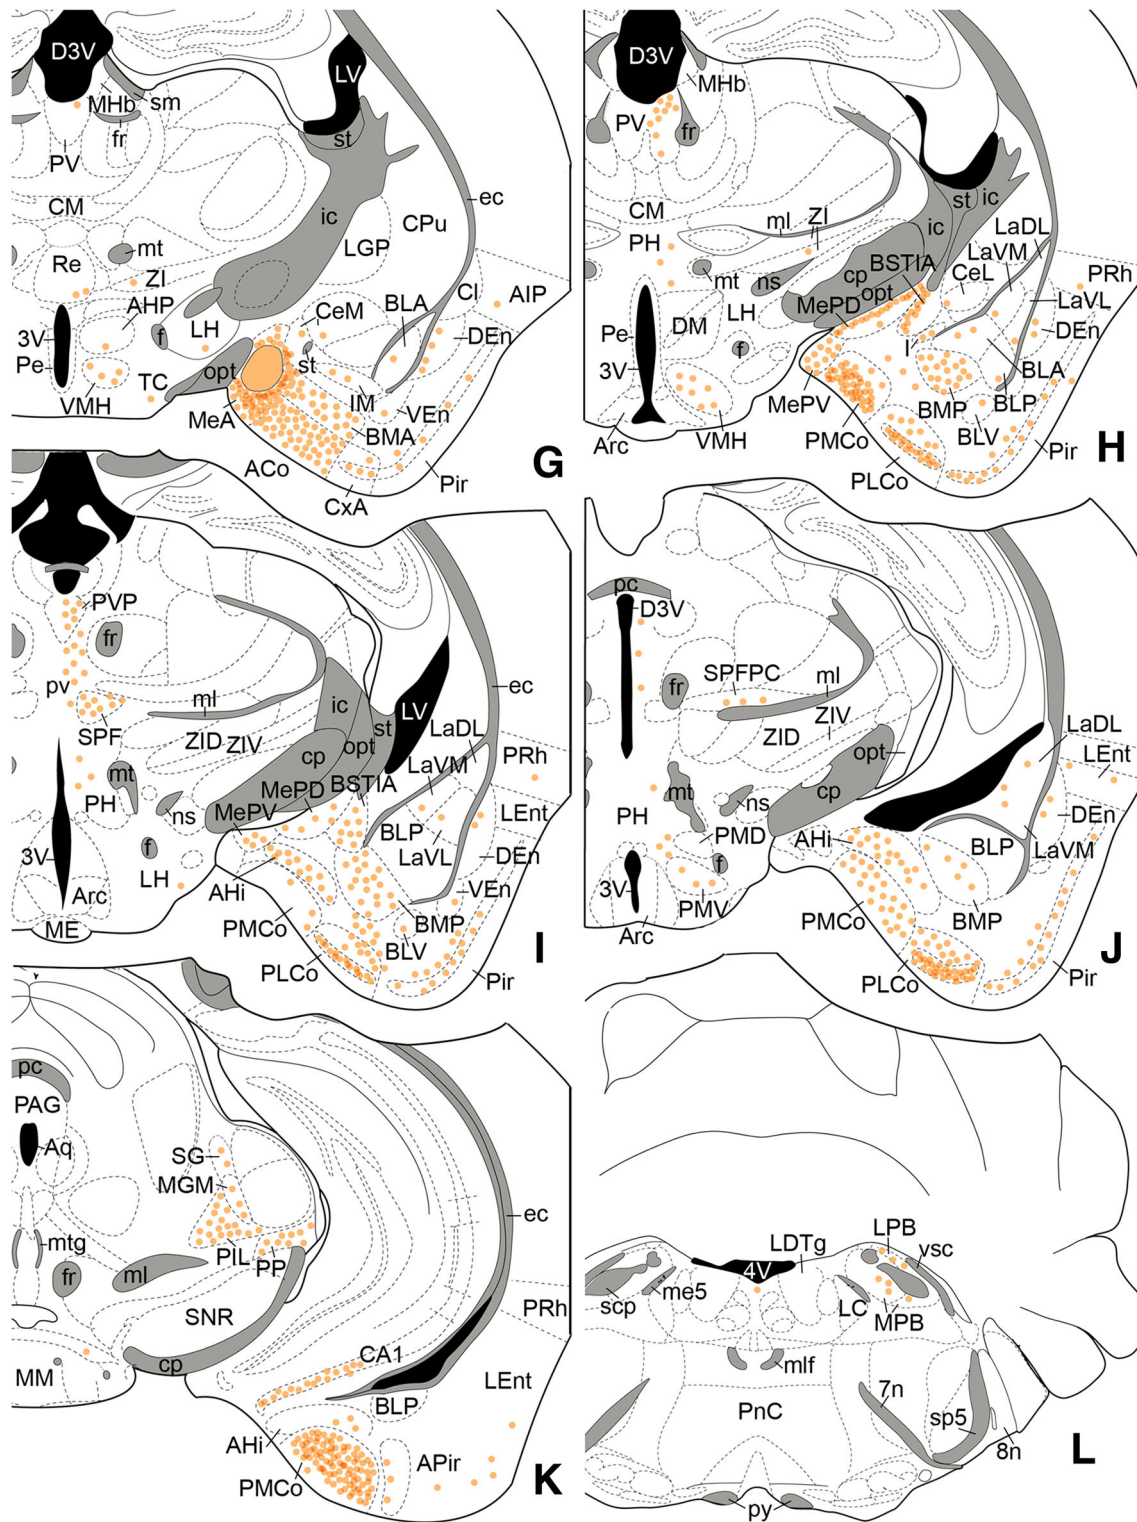 D3V
LV
MHb
sm
fr
st
PV
ec
CM
ic
CPu
mt
LGP
Re
ZI
AHP
CeM
BLA
Cl
AIP
3V
f
LH
DEn
Pe
TC
opt
st
VMH
IM
VEn
MeA
BMA
ACo
Pir
CxA
G
D3V
MHb
PV
fr
st
ic
CM
ml
ZI
ic
LaDL
PH
BSTIA
LaVM
cp
CeL
PRh
mt
ns
opt
MePD
LaVL
Pe
DM
LH
DEn
3V
f
I
BLA
MePV
BMP
BLP
Arc
VMH
PMCo
BLV
Pir
PLCo
H
PVP
fr
pv
ml
ec
SPF
ic
LV
st
LaDL
ZID
ZIV
cp
opt
PRh
mt
MePD
BSTIA
LaVM
PH
MePV
ns
LEnt
BLP
3V
f
LaVL
DEn
Arc
LH
AHi
VEn
ME
PMCo
BMP
BLV
PLCo
Pir
I
pc
D3V
SPFPC
fr
ml
ZIV
LaDL
ZID
opt
LEnt
mt
ns
cp
PH
DEn
PMD
AHi
BLP
LaVM
f
3V
PMV
PMCo
BMP
Arc
PLCo
Pir
J
pc
PAG
Aq
SG
MGM
ec
mtg
PIL
PP
fr
ml
SNR
PRh
CA1
MM
cp
LEnt
BLP
AHi
APir
PMCo
K
LPB
LDTg
vsc
4V
scp
me5
LC
MPB
mlf
7n
PnC
sp5
8n
py
L